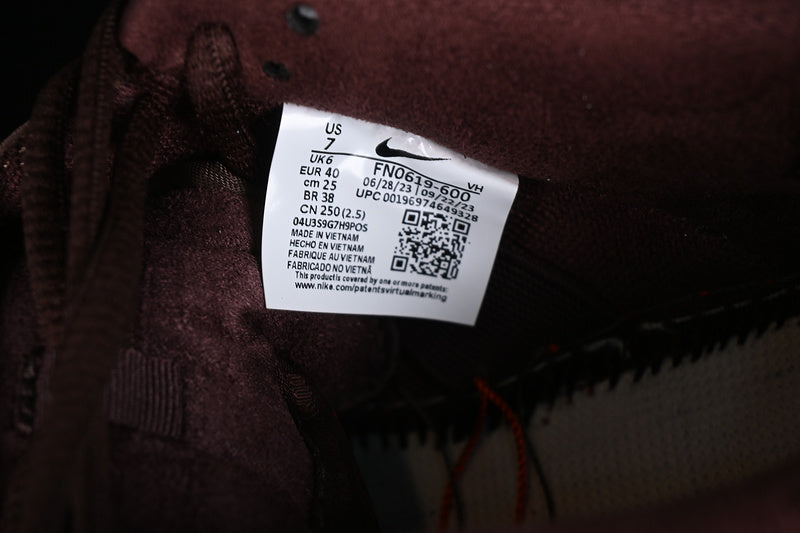 US
7
UK6
EUR 40
cm 25
BR 38
CN 250 (2.5)
04U3S9G7H9POS
MADE IN VIETNAM
HECHO EN VIETNAM
FABRIQUE AU VIETNAM
FABRICADO NO VIETNÃ
FN0619-600
VH
06/28/23 | 09/22/23
UPC 00196974649328
This product is covered by one or more patents:
www.nike.com/patentsvirtualmarking